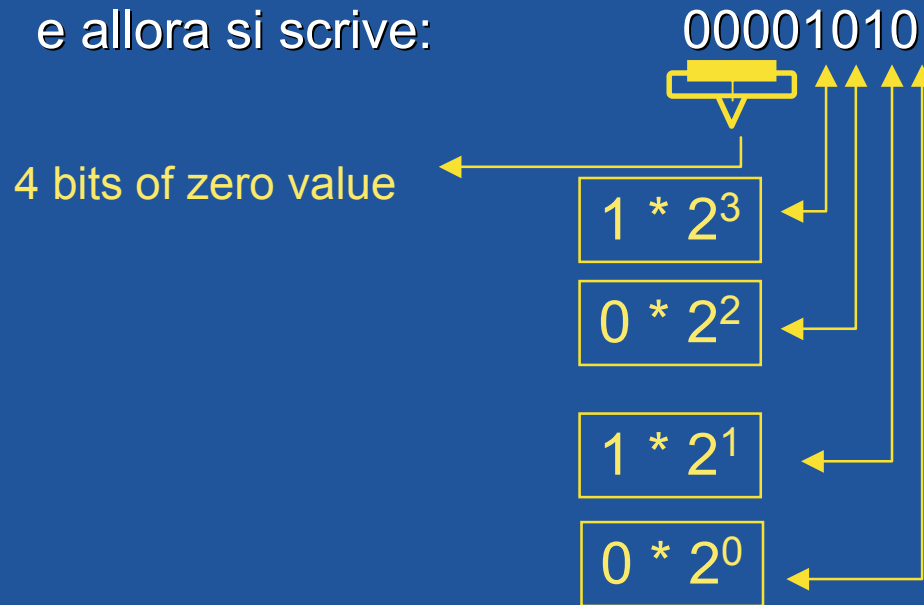 e allora si scrive: 00001010
4 bits of zero value
1 * 2³
0 * 2²
1 * 2¹
0 * 2⁰